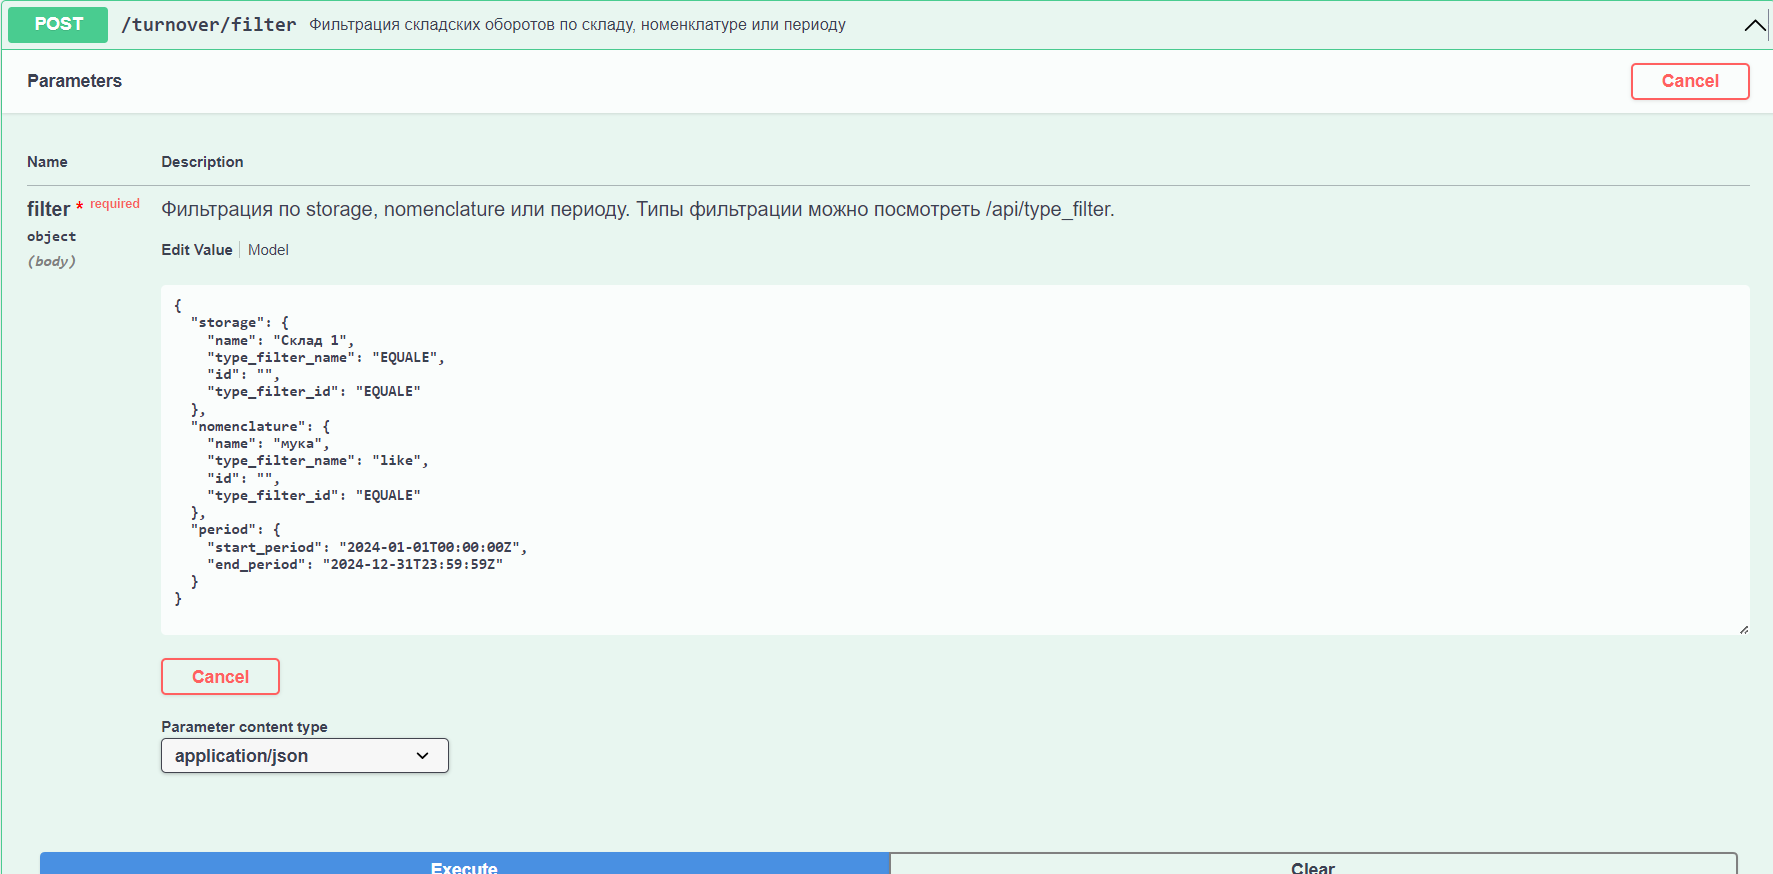 POST /turnover/filter Фильтрация складских оборотов по складу, номенклатуре или периоду
Parameters Cancel
Name Description
filter * required Фильтрация по storage, nomenclature или периоду. Типы фильтрации можно посмотреть /api/type_filter.
object
(body)
Edit Value Model
{
  "storage": {
    "name": "Склад 1",
    "type_filter_name": "EQUALE",
    "id": "",
    "type_filter_id": "EQUALE"
  },
  "nomenclature": {
    "name": "мука",
    "type_filter_name": "like",
    "id": "",
    "type_filter_id": "EQUALE"
  },
  "period": {
    "start_period": "2024-01-01T00:00:00Z",
    "end_period": "2024-12-31T23:59:59Z"
  }
}
Cancel
Parameter content type
application/json
Execute Clear